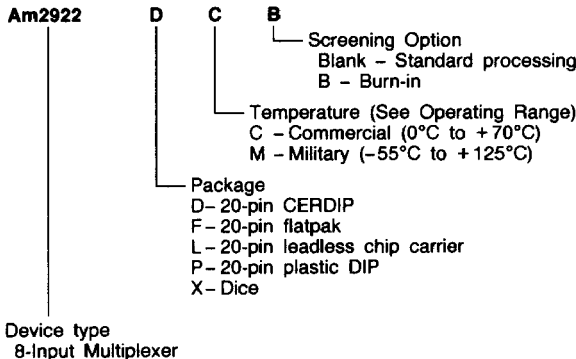 Am2922 D C B
Screening Option
Blank – Standard processing
B – Burn-in
Temperature (See Operating Range)
C – Commercial (0°C to +70°C)
M – Military (–55°C to +125°C)
Package
D– 20-pin CERDIP
F – 20-pin flatpak
L – 20-pin leadless chip carrier
P – 20-pin plastic DIP
X – Dice
Device type
8-Input Multiplexer